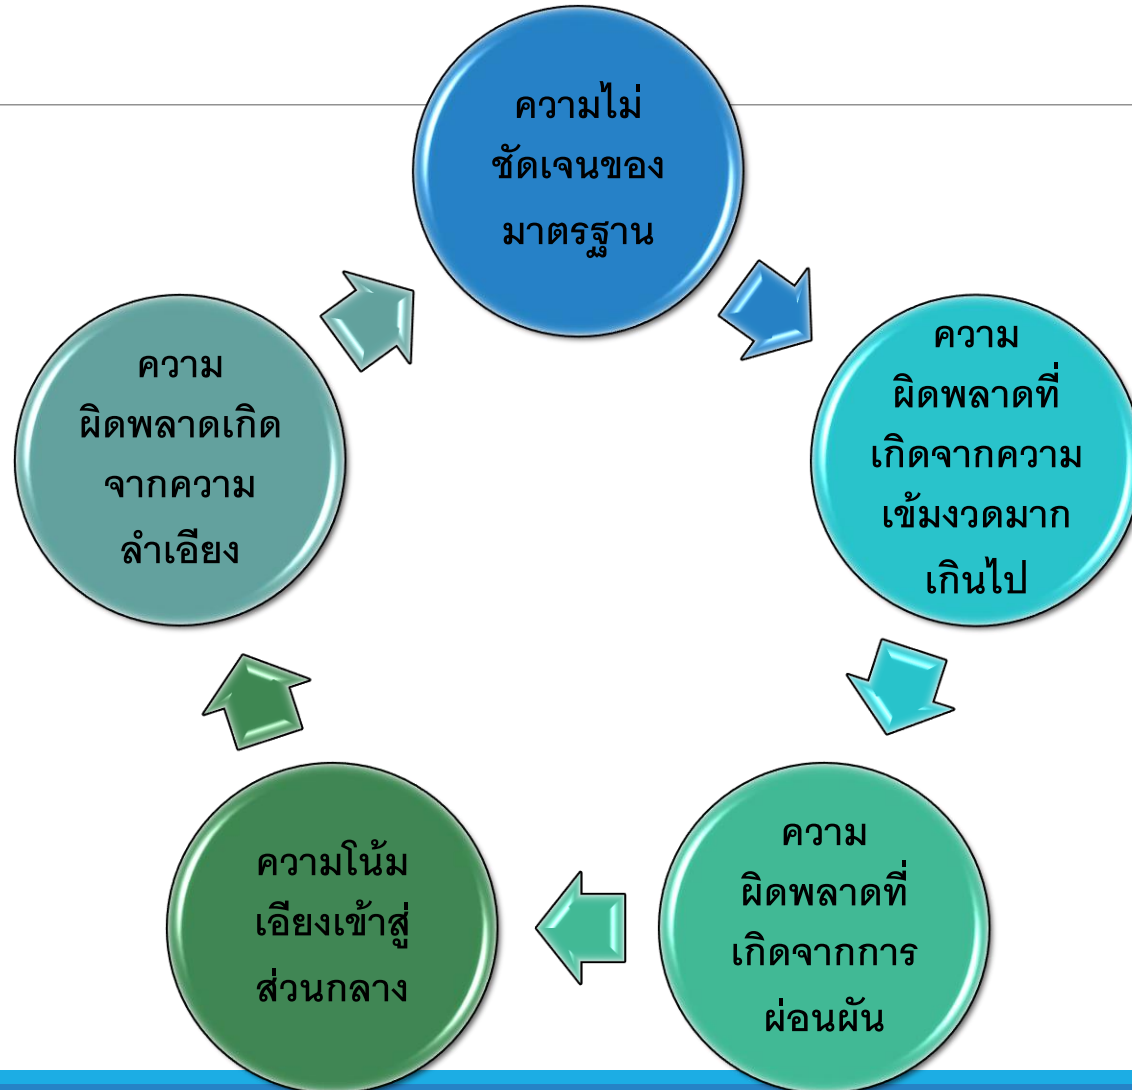 ความไม่
ชัดเจนของ
มาตรฐาน
ความ
ผิดพลาดที่
เกิดจากความ
เข้มงวดมาก
เกินไป
ความ
ผิดพลาดที่
เกิดจากการ
ผ่อนผัน
ความโน้ม
เอียงเข้าสู่
ส่วนกลาง
ความ
ผิดพลาดเกิด
จากความ
ลำเอียง